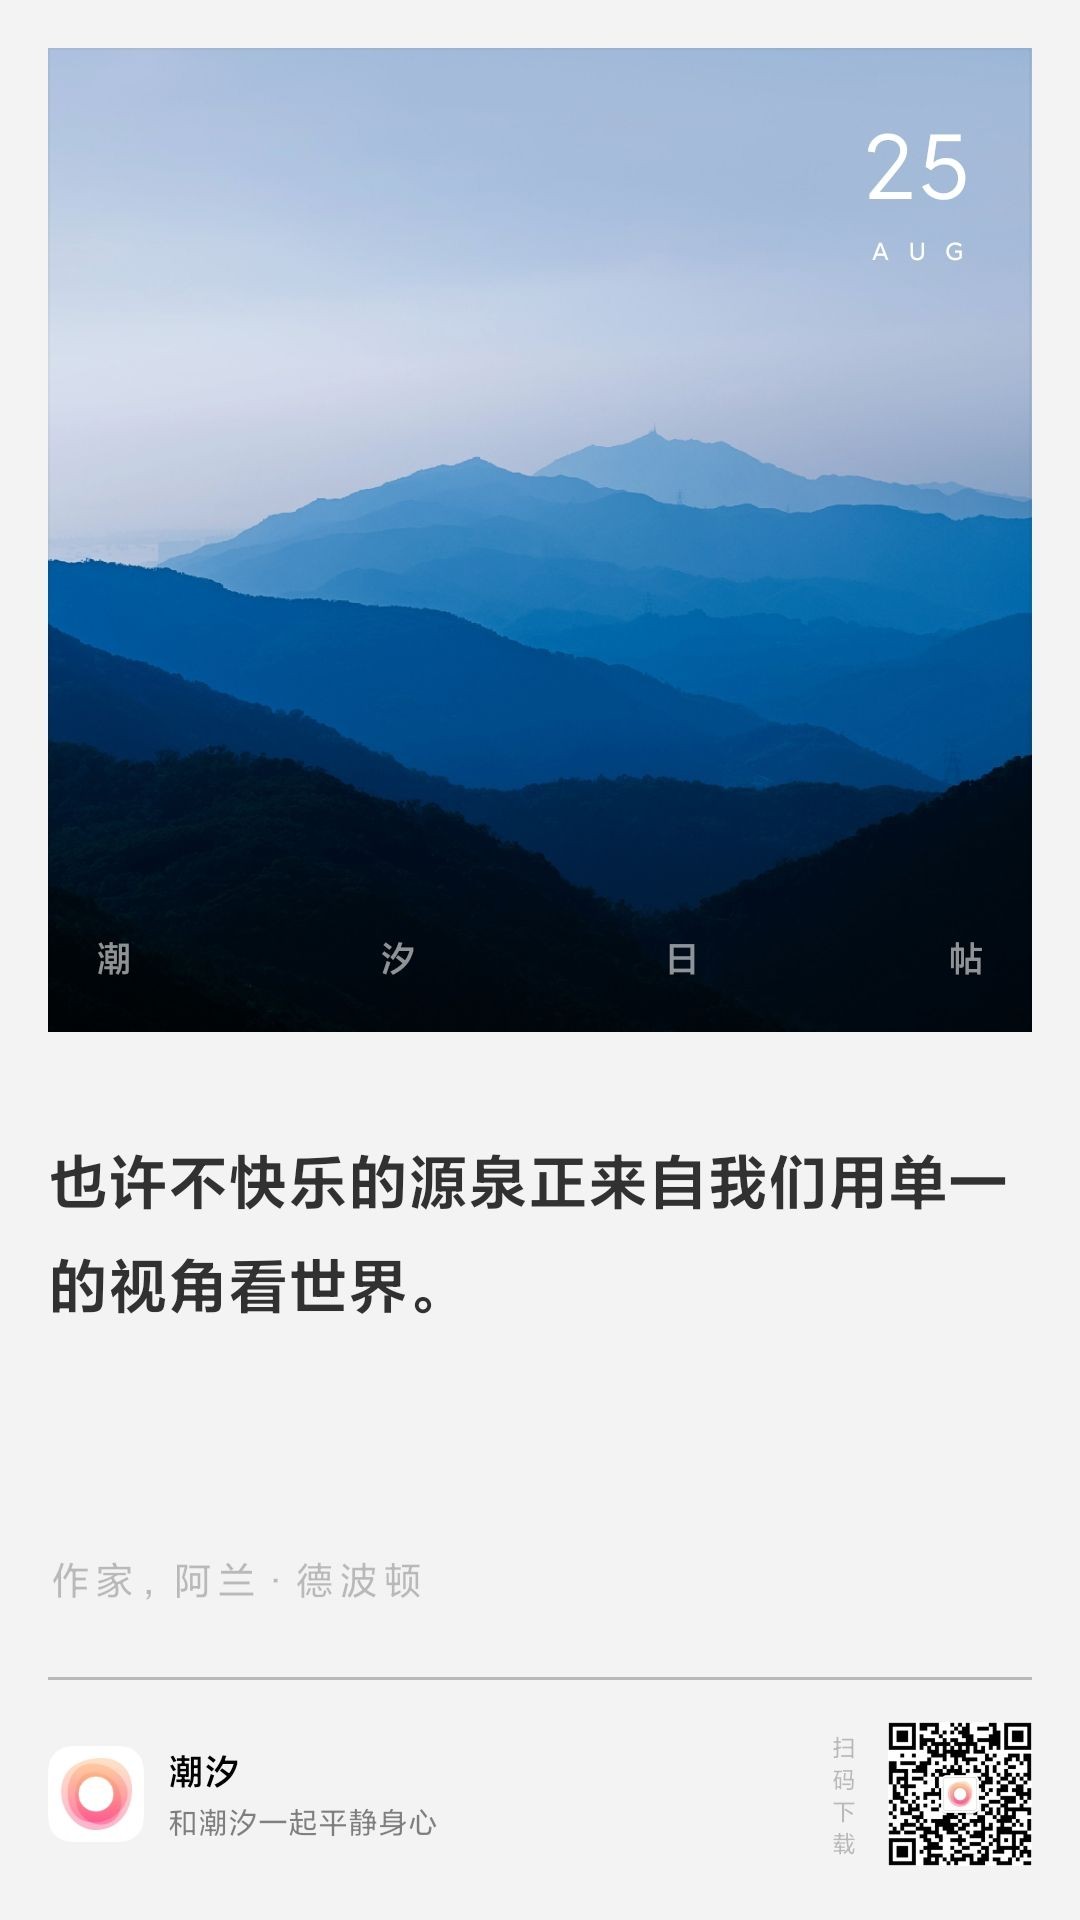 25
AUG
潮汐日帖
也许不快乐的源泉正来自我们用单一
的视角看世界。
作家，阿兰·德波顿
潮汐
和潮汐一起平静身心
扫码下载